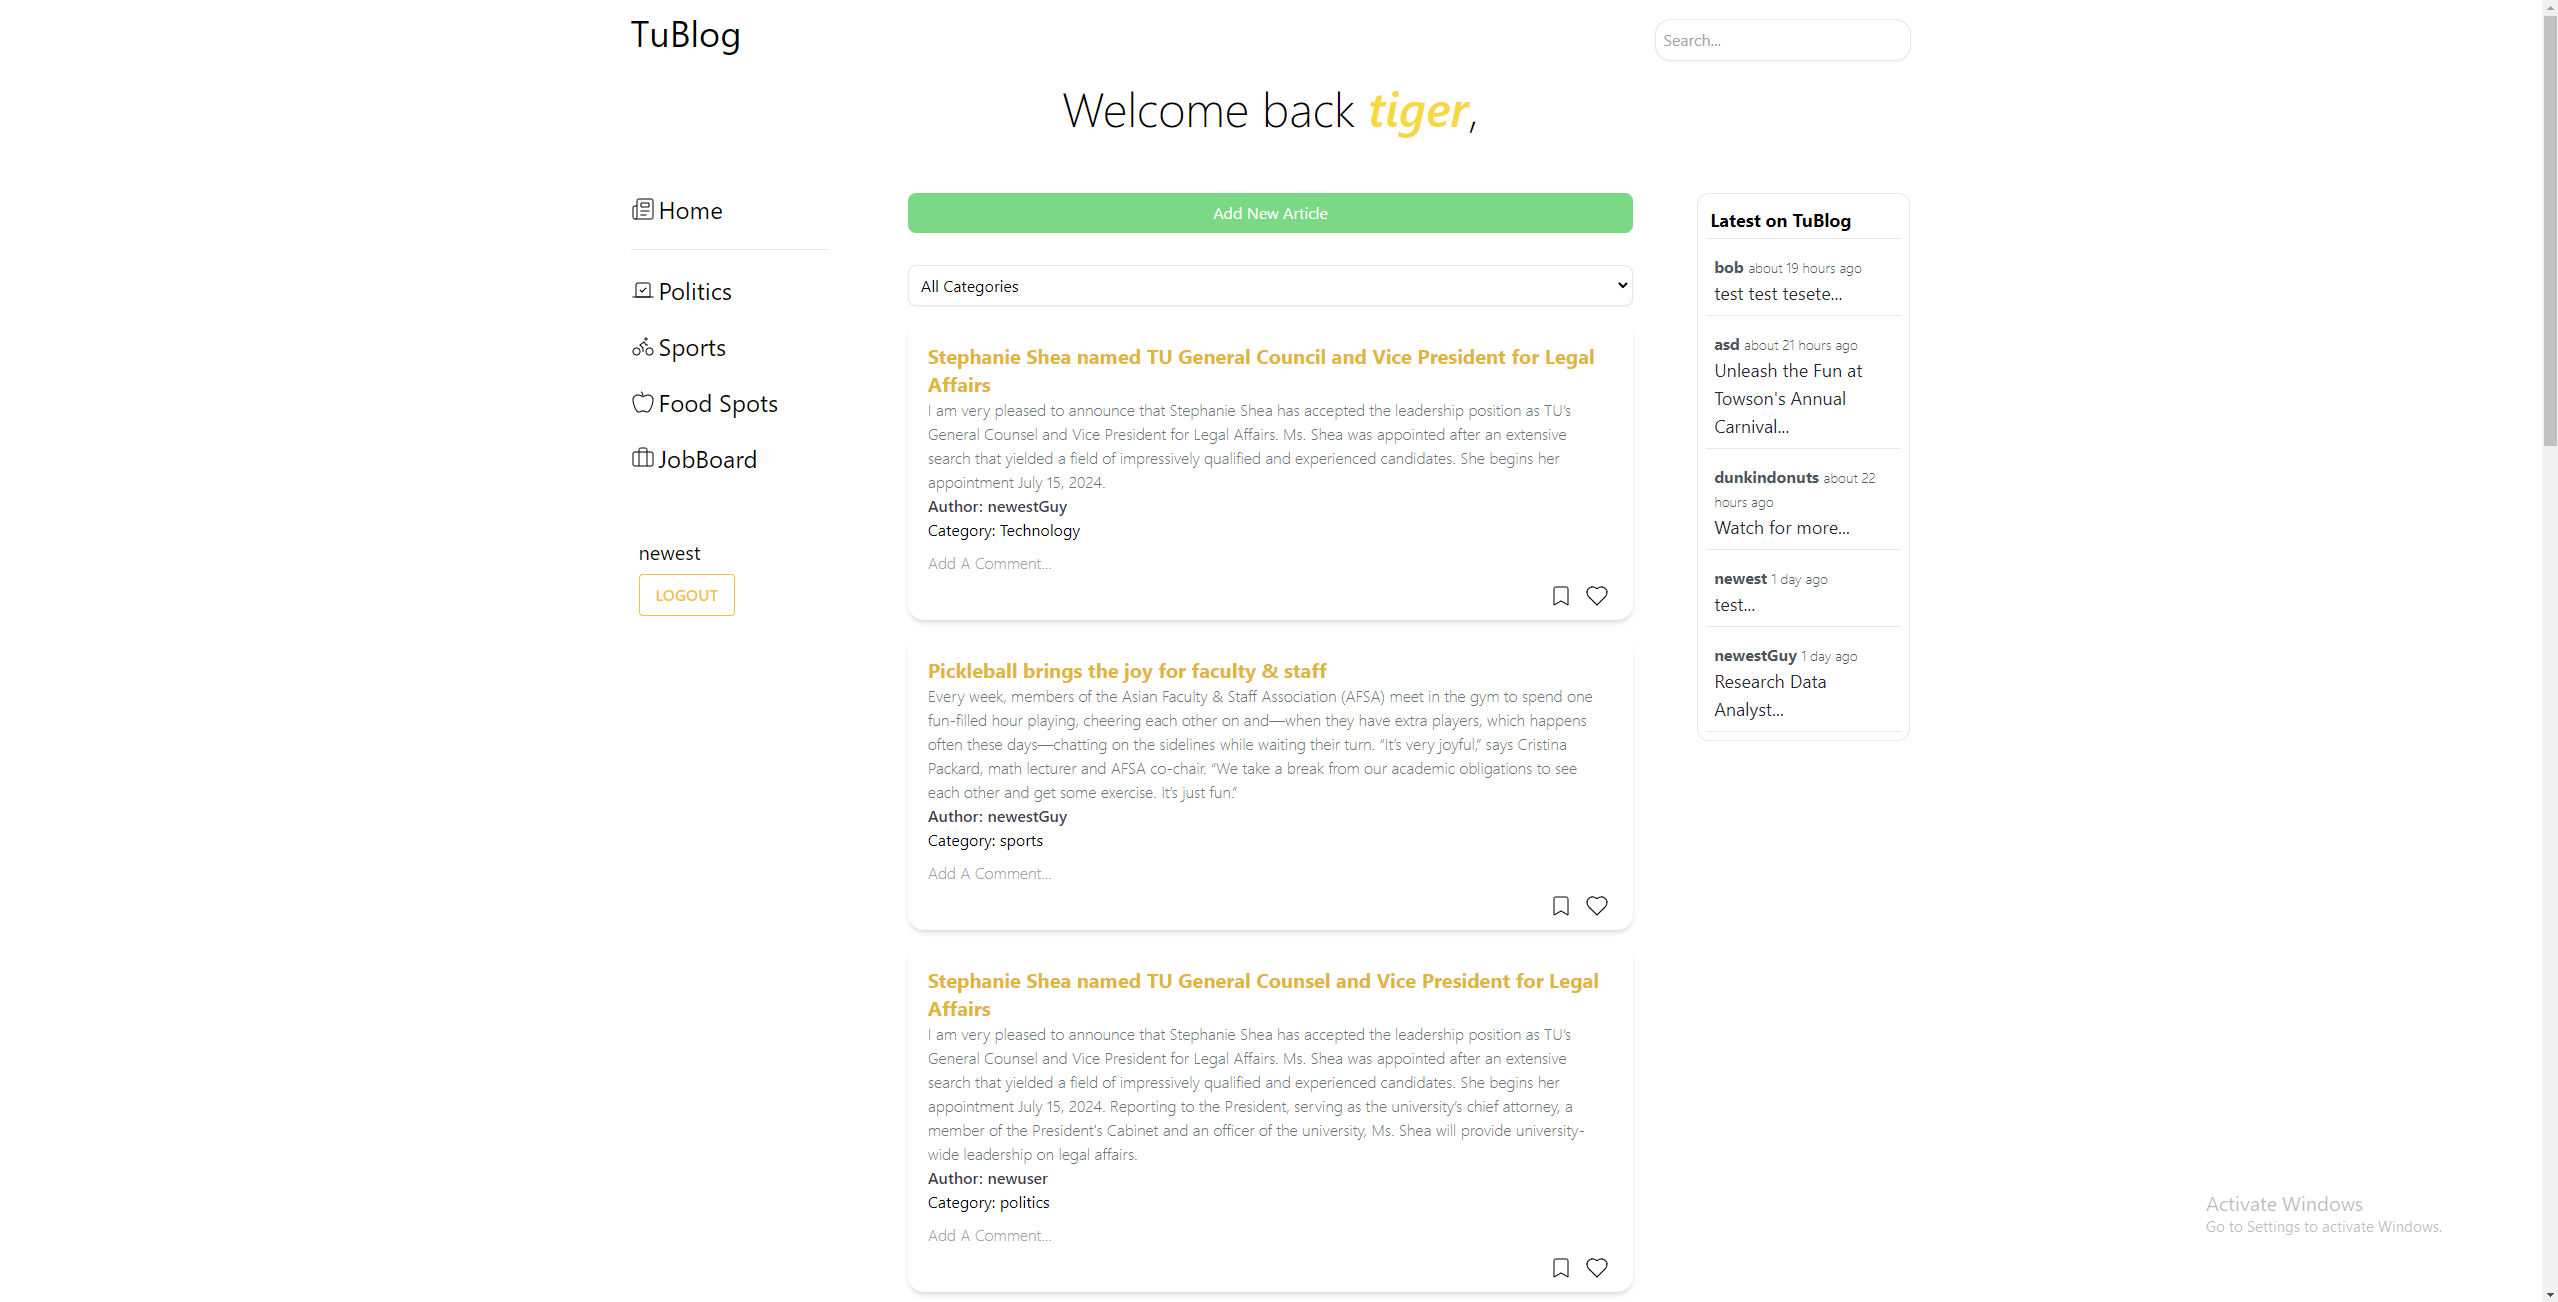 TuBlog
Search...
Welcome back tiger,
Home
Politics
Sports
Food Spots
JobBoard
newest
LOGOUT
Add New Article
All Categories
Stephanie Shea named TU General Council and Vice President for Legal
Affairs
I am very pleased to announce that Stephanie Shea has accepted the leadership position as TU's
General Counsel and Vice President for Legal Affairs. Ms. Shea was appointed after an extensive
search that yielded a field of impressively qualified and experienced candidates. She begins her
appointment July 15, 2024.
Author: newestGuy
Category: Technology
Add A Comment...
Pickleball brings the joy for faculty & staff
Every week, members of the Asian Faculty & Staff Association (AFSA) meet in the gym to spend one
fun-filled hour playing, cheering each other on and—when they have extra players, which happens
often these days—chatting on the sidelines while waiting their turn. “It’s very joyful,” says Cristina
Packard, math lecturer and AFSA co-chair. “We take a break from our academic obligations to see
each other and get some exercise. It’s just fun.”
Author: newestGuy
Category: sports
Add A Comment...
Stephanie Shea named TU General Counsel and Vice President for Legal
Affairs
I am very pleased to announce that Stephanie Shea has accepted the leadership position as TU’s
General Counsel and Vice President for Legal Affairs. Ms. Shea was appointed after an extensive
search that yielded a field of impressively qualified and experienced candidates. She begins her
appointment July 15, 2024. Reporting to the President, serving as the university’s chief attorney, a
member of the President's Cabinet and an officer of the university, Ms. Shea will provide university-
wide leadership on legal affairs.
Author: newuser
Category: politics
Add A Comment...
Latest on TuBlog
bob about 19 hours ago
test test tesete...
asd about 21 hours ago
Unleash the Fun at
Towson's Annual
Carnival...
dunkindonuts about 22
hours ago
Watch for more...
newest 1 day ago
test...
newestGuy 1 day ago
Research Data
Analyst...
Activate Windows
Go to Settings to activate Windows.